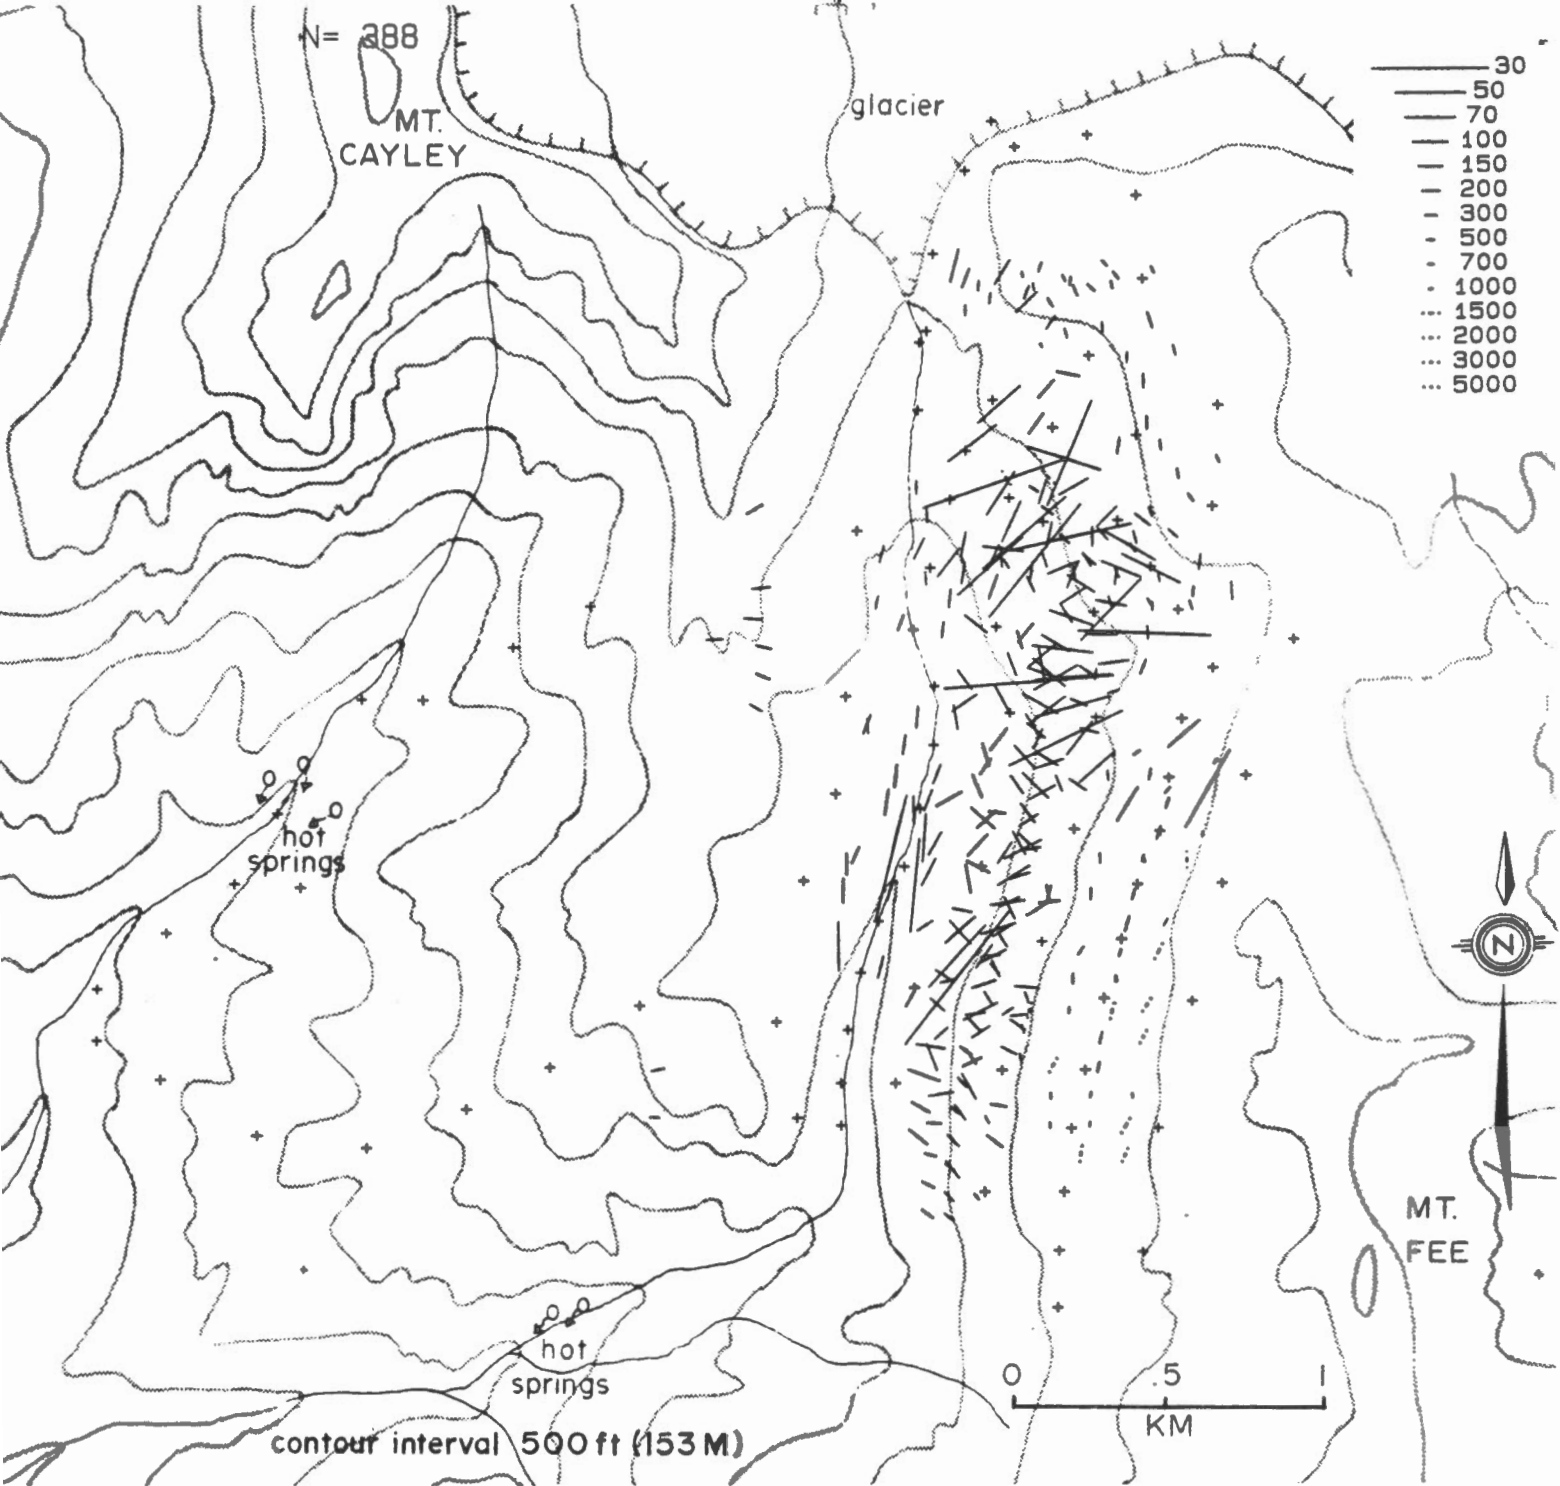 N= 388
MT.
CAYLEY
glacier
30
50
70
100
150
200
300
500
700
1000
1500
2000
3000
5000
hot
springs
N
MT.
FEE
hot
springs
0 .5 1
KM
contour interval 500 ft (153 M)